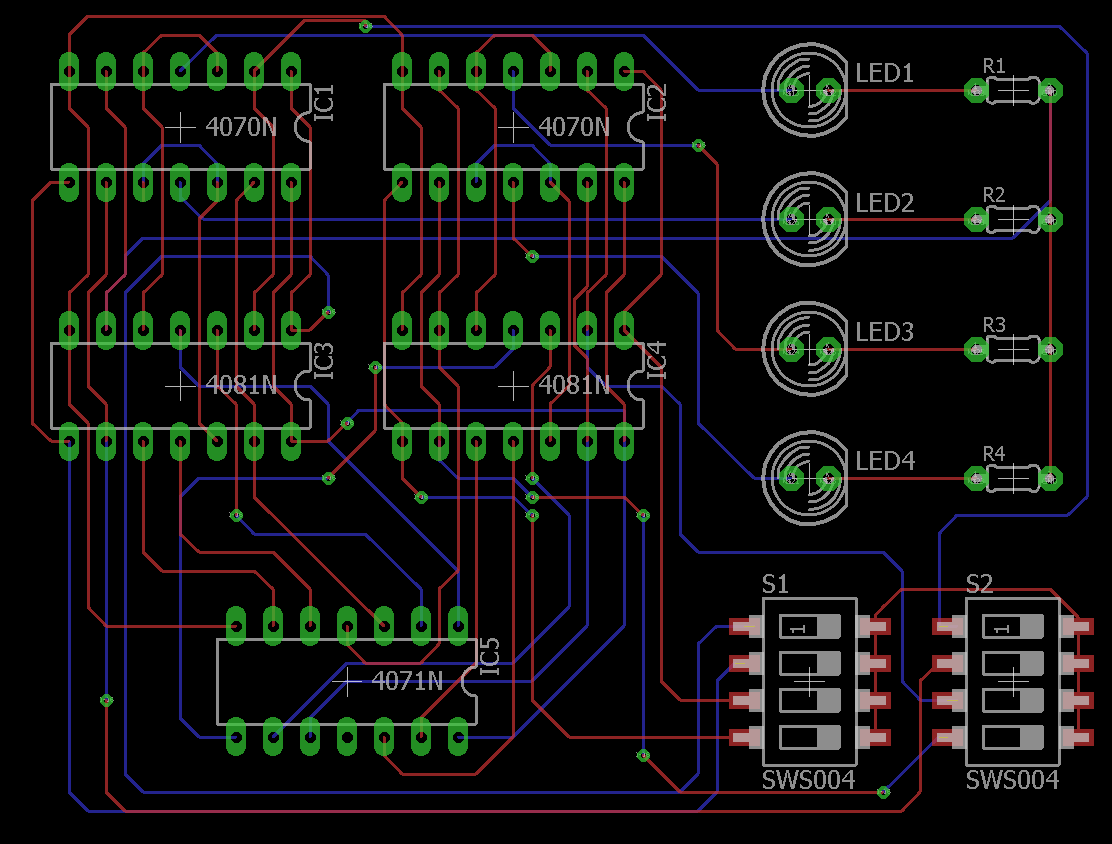 4070N
IC1
4070N
IC2
LED1
R1
LED2
R2
4081N
IC3
4081N
IC4
LED3
R3
LED4
R4
4071N
IC5
S1
1
SWS004
S2
1
SWS004